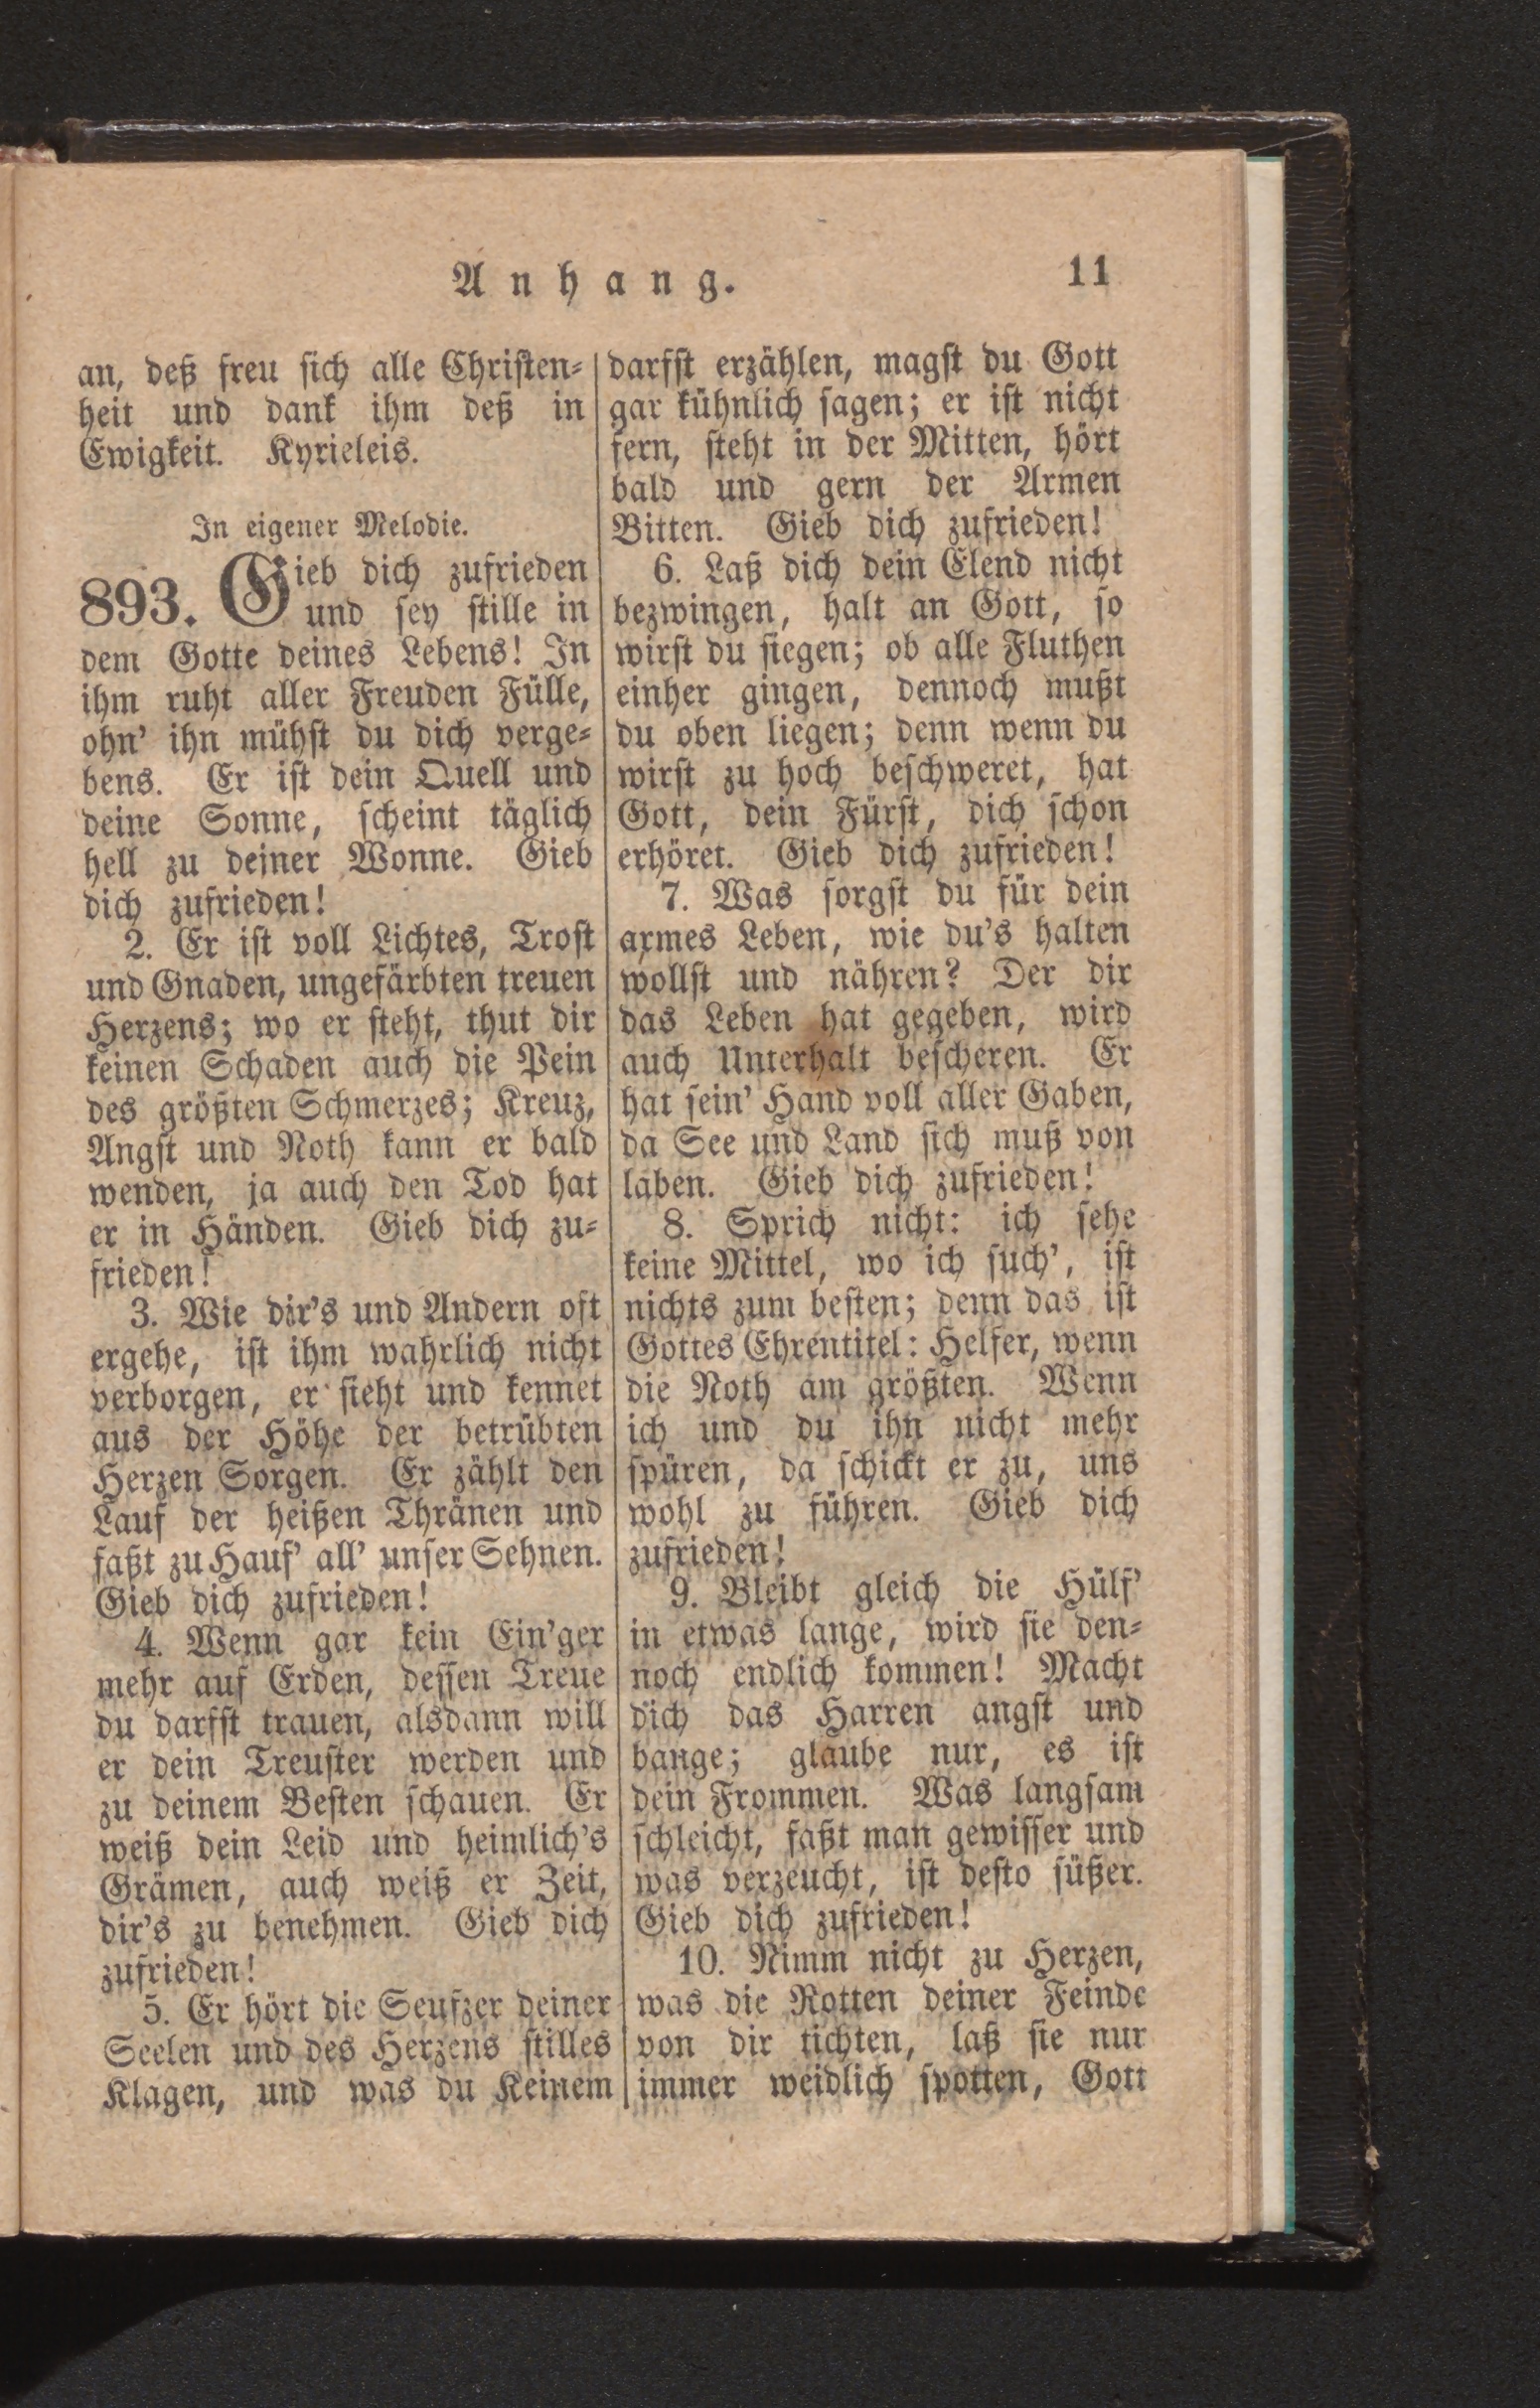 Anhang.
11
an, deß freu sich alle Christen-
heit und dank ihm deß in
Ewigkeit. Kyrieleis.
In eigener Melodie.
893. Gieb dich zufrieden
und sey stille in
dem Gotte deines Lebens! In
ihm ruht aller Freuden Fülle,
ohn' ihn mühst du dich verge-
bens. Er ist dein Quell und
deine Sonne, scheint täglich
hell zu deiner Wonne. Gieb
dich zufrieden!
2. Er ist voll Lichtes, Trost
und Gnaden, ungefärbten treuen
Herzens; wo er steht, thut dir
keinen Schaden auch die Pein
des größten Schmerzes; Kreuz,
Angst und Noth kann er bald
wenden, ja auch den Tod hat
er in Händen. Gieb dich zu-
frieden!
3. Wie dir's und Andern oft
ergehe, ist ihm wahrlich nicht
verborgen, er sieht und kennet
aus der Höhe der betrübten
Herzen Sorgen. Er zählt den
Lauf der heißen Thränen und
faßt zu Hauf' all' unser Sehnen.
Gieb dich zufrieden!
4. Wenn gar kein Ein'ger
mehr auf Erden, dessen Treue
du darfst trauen, alsdann will
er dein Treuster werden und
zu deinem Besten schauen. Er
weiß dein Leid und heimlich's
Grämen, auch weiß er Zeit,
dir's zu benehmen. Gieb dich
zufrieden!
5. Er hört die Seufzer deiner
Seelen und des Herzens stilles
Klagen, und was du Keinem
darfst erzählen, magst du Gott
gar kühnlich sagen; er ist nicht
fern, steht in der Mitten, hört
bald und gern der Armen
Bitten. Gieb dich zufrieden!
6. Laß dich dein Elend nicht
bezwingen, halt an Gott, so
wirst du siegen; ob alle Fluthen
einher gingen, dennoch mußt
du oben liegen; denn wenn du
wirst zu hoch beschweret, hat
Gott, dein Fürst, dich schon
erhöret. Gieb dich zufrieden!
7. Was sorgst du für dein
armes Leben, wie du's halten
wollst und nähren? Der dir
das Leben hat gegeben, wird
auch Unterhalt bescheren. Er
hat sein' Hand voll aller Gaben,
da See und Land sich muß von
laben. Gieb dich zufrieden!
8. Sprich nicht: ich sehe
keine Mittel, wo ich such', ist
nichts zum besten; denn das ist
Gottes Ehrentitel: Helfer, wenn
die Noth am größten. Wenn
ich und du ihn nicht mehr
spüren, da schickt er zu, uns
wohl zu führen. Gieb dich
zufrieden!
9. Bleibt gleich die Hülf'
in etwas lange, wird sie den-
noch endlich kommen! Macht
dich das Harren angst und
bange; glaube nur, es ist
dein Frommen. Was langsam
schleicht, faßt man gewisser und
was verzeucht, ist desto süßer.
Gieb dich zufrieden!
10. Nimm nicht zu Herzen,
was die Rotten deiner Feinde
von dir tichten, laß sie nur
immer weidlich spotten, Gott